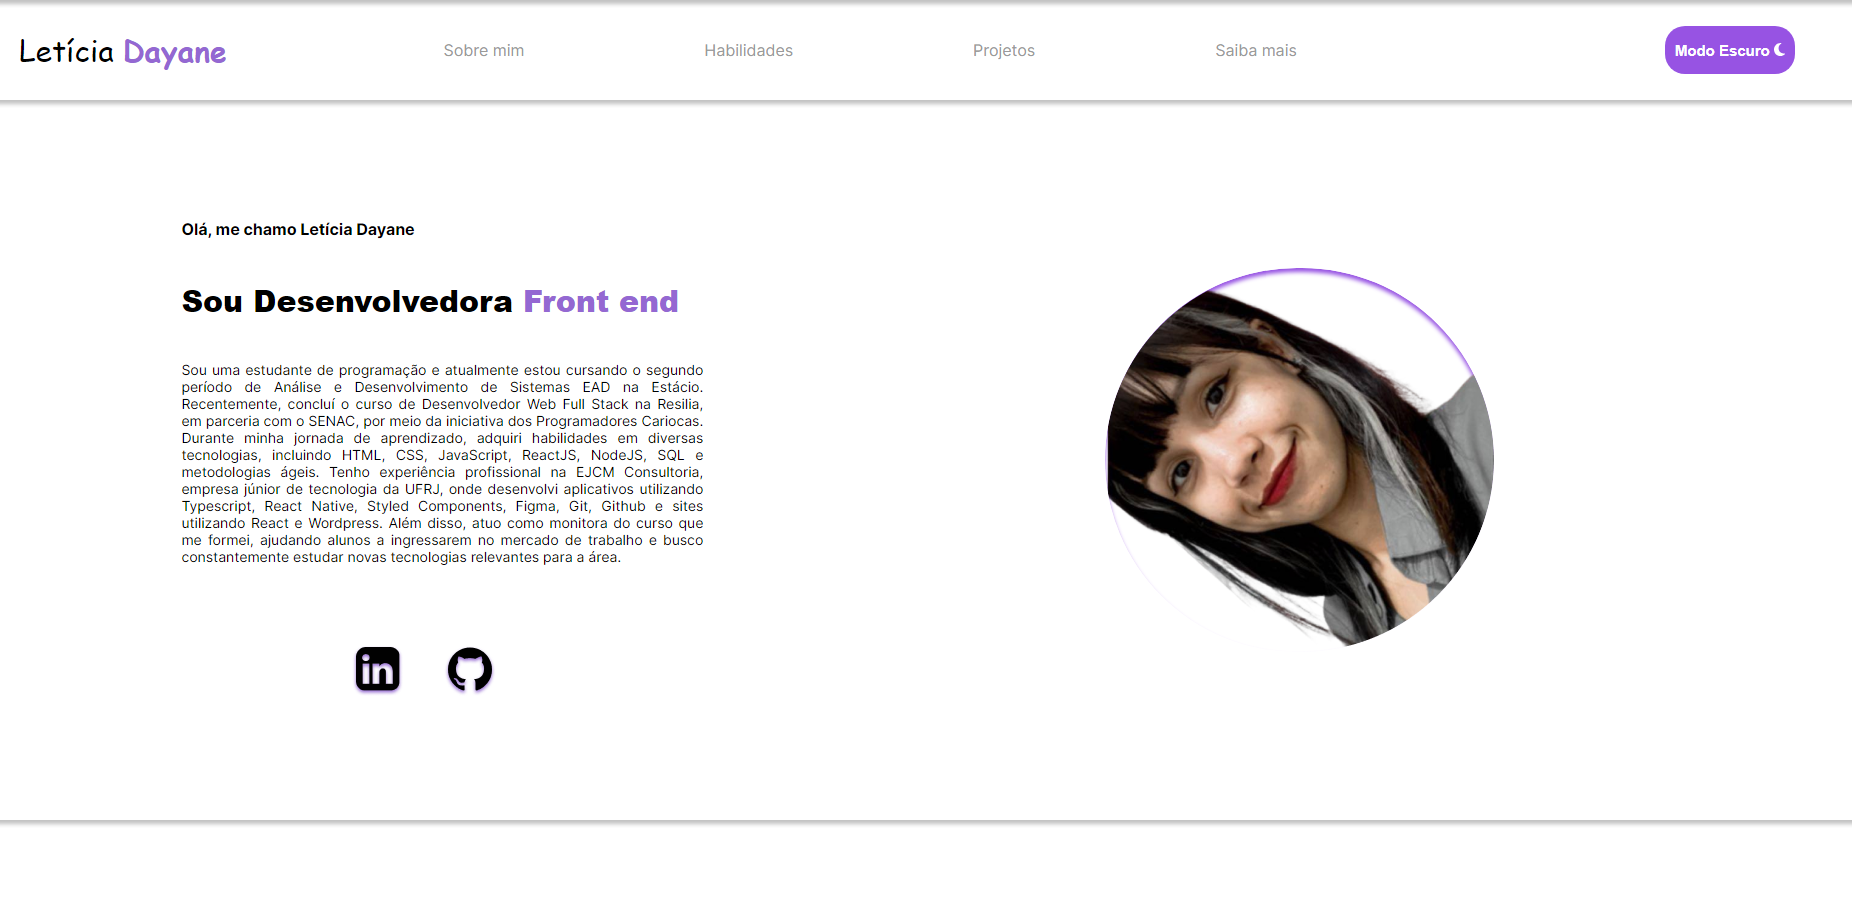 Letícia Dayane
Sobre mim
Habilidades
Projetos
Saiba mais
Modo Escuro
Olá, me chamo Letícia Dayane
Sou Desenvolvedora Front end
Sou uma estudante de programação e atualmente estou cursando o segundo
período de Análise e Desenvolvimento de Sistemas EAD na Estácio.
Recentemente, concluí o curso de Desenvolvedor Web Full Stack na Resilia,
em parceria com o SENAC, por meio da iniciativa dos Programadores Cariocas.
Durante minha jornada de aprendizado, adquiri habilidades em diversas
tecnologias, incluindo HTML, CSS, JavaScript, ReactJS, NodeJS, SQL e
metodologias ágeis. Tenho experiência profissional na EJCM Consultoria,
empresa júnior de tecnologia da UFRJ, onde desenvolvi aplicativos utilizando
Typescript, React Native, Styled Components, Figma, Git, Github e sites
utilizando React e Wordpress. Além disso, atuo como monitora do curso que
me formei, ajudando alunos a ingressarem no mercado de trabalho e busco
constantemente estudar novas tecnologias relevantes para a área.
in